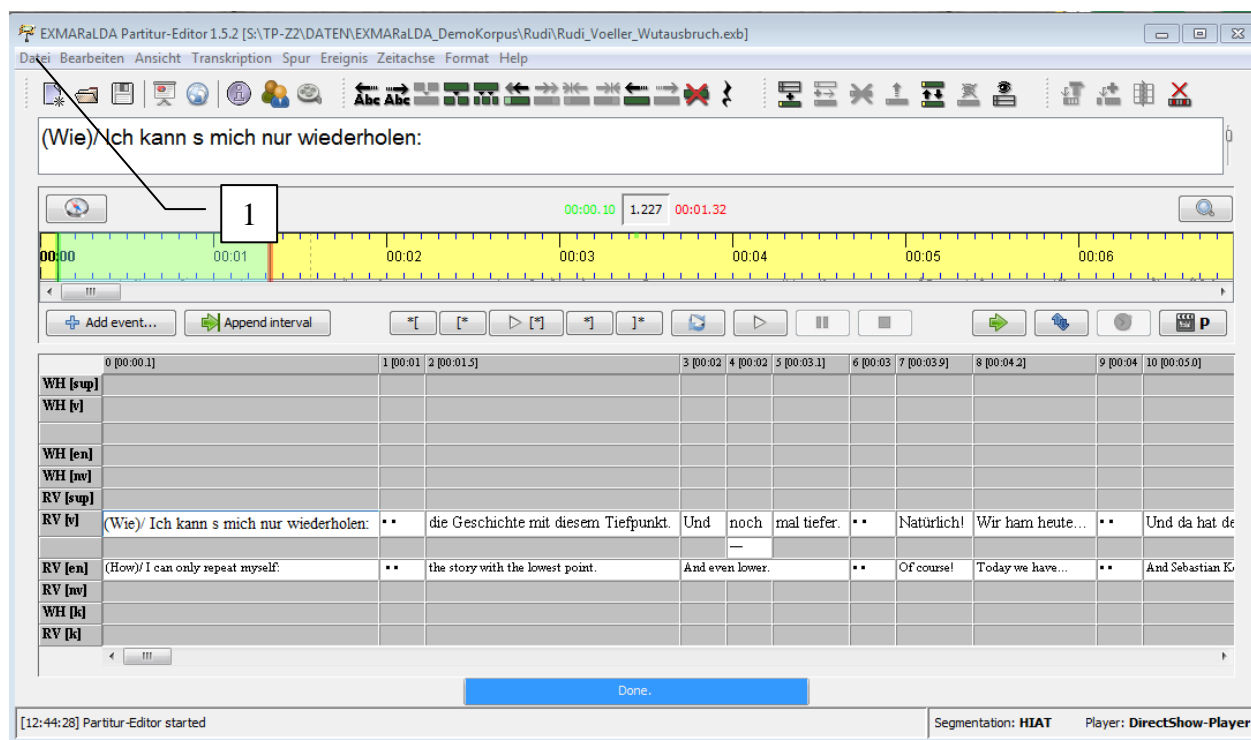 EXMARaLDA Partitur-Editor 1.5.2 [S:\TP-Z2\DATEN\EXMARaLDA_DemoKorpus\Rudi\Rudi_Voeller_Wutausbruch.exb]
Datei Bearbeiten Ansicht Transkription Spur Ereignis Zeitachse Format Help
Abc Abc
(Wie)/ Ich kann s mich nur wiederholen:
1
00:00.10 1.227 00:01.32
00:00 00:01 00:02 00:03 00:04 00:05 00:06
Add event... Append interval *[ [* [*] *] ]* P
0 [00:00.1] 1 [00:01 2 [00:01.5] 3 [00:02 4 [00:02 5 [00:03.1] 6 [00:03 7 [00:03.9] 8 [00:04.2] 9 [00:04 10 [00:05.0]
WH [sup]
WH [v]
WH [en]
WH [nv]
RV [sup]
RV [v] (Wie)/ Ich kann s mich nur wiederholen: •• die Geschichte mit diesem Tiefpunkt. Und noch mal tiefer. •• Natürlich! Wir ham heute... •• Und da hat de
—
RV [en] (How)/ I can only repeat myself: •• the story with the lowest point. And even lower. •• Of course! Today we have... •• And Sebastian K
RV [nv]
WH [k]
RV [k]
Done.
[12:44:28] Partitur-Editor started Segmentation: HIAT Player: DirectShow-Player